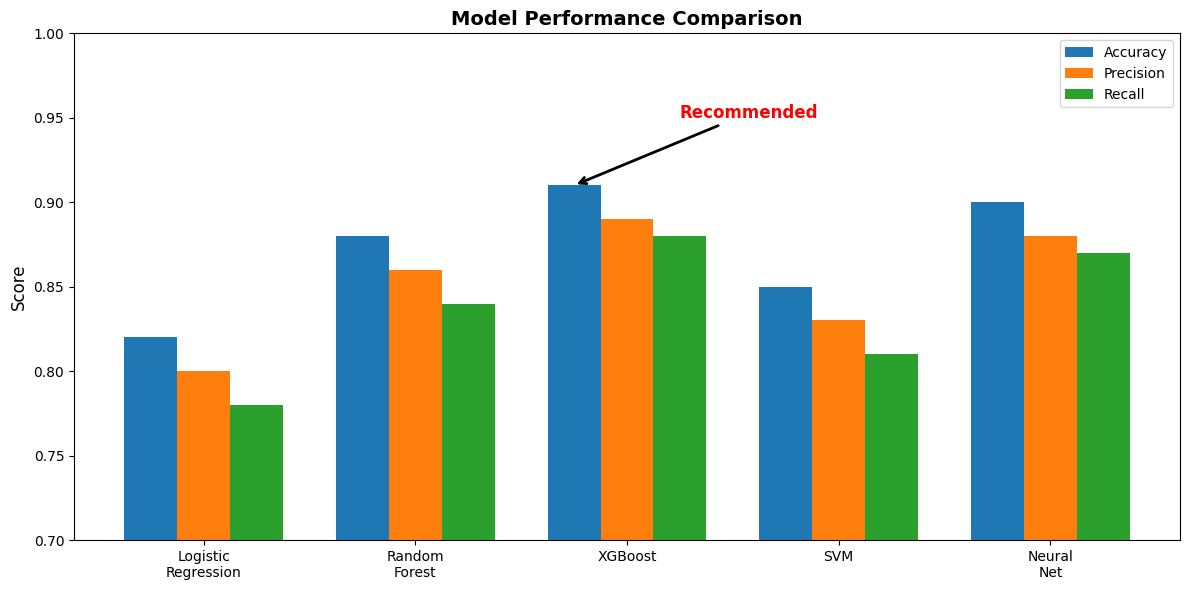 Model Performance Comparison
Score
1.00
0.95
0.90
0.85
0.80
0.75
0.70
Accuracy
Precision
Recall
Recommended
Logistic
Regression
Random
Forest
XGBoost
SVM
Neural
Net